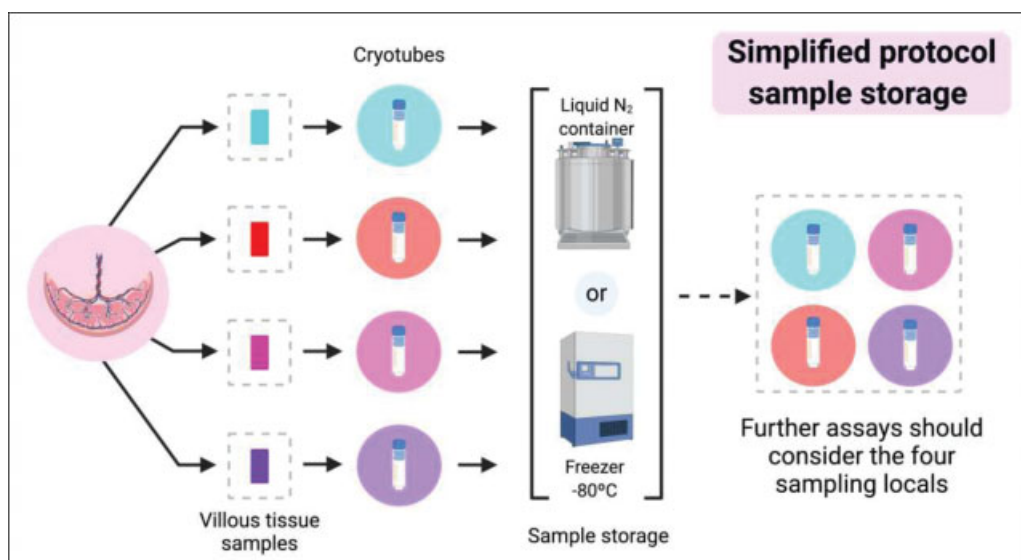 Simplified protocol
sample storage
Cryotubes
Liquid N₂
container
or
Freezer
-80ºC
Villous tissue
samples
Sample storage
Further assays should
consider the four
sampling locals